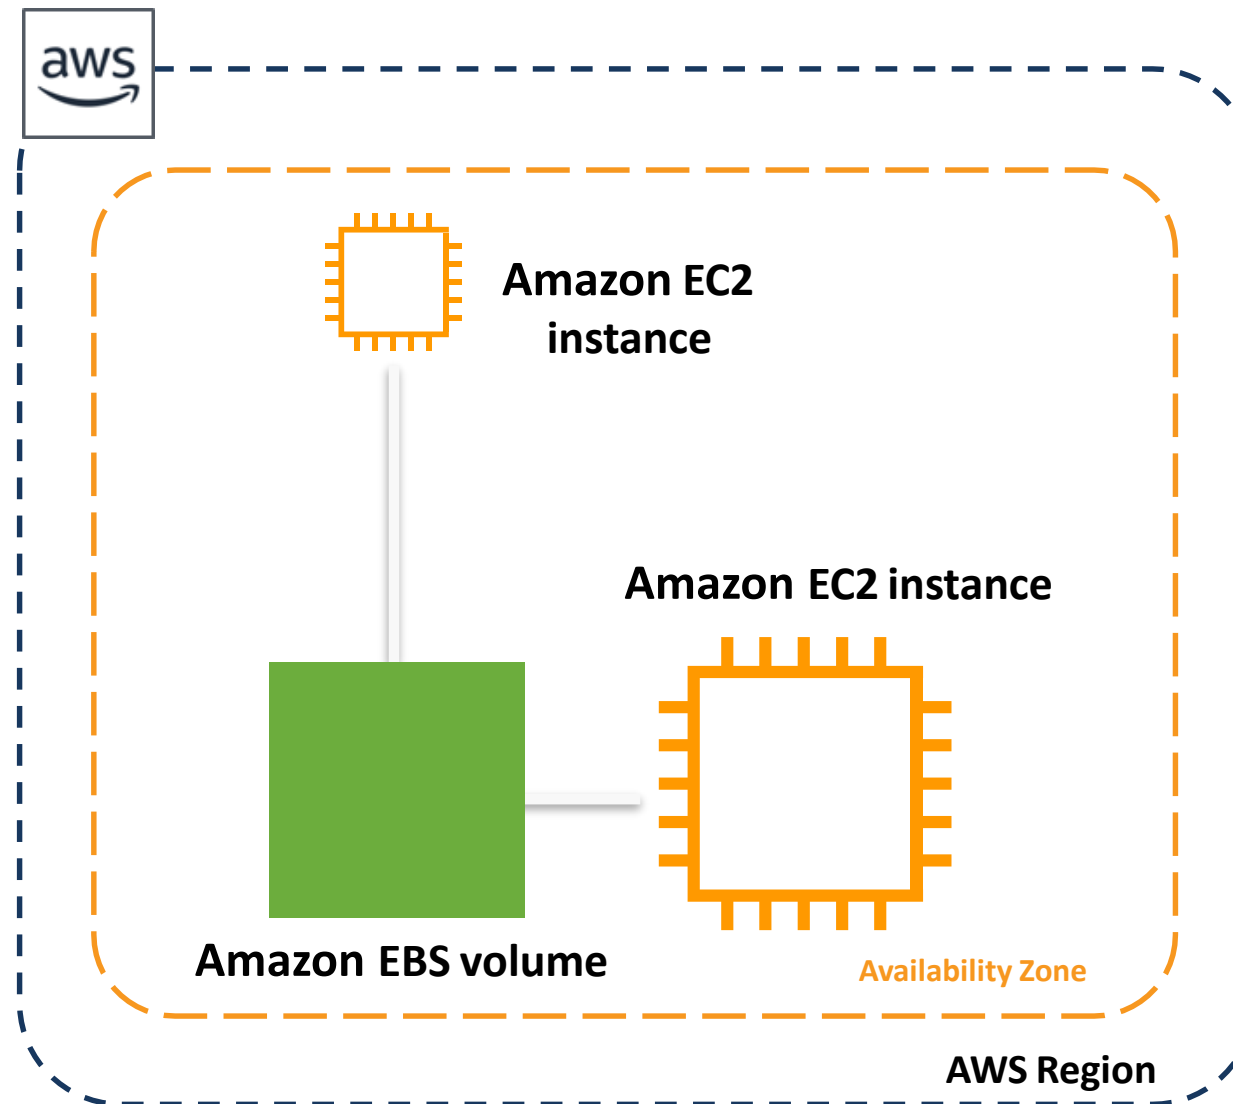 aws
Amazon EC2
instance
Amazon EC2 instance
Amazon EBS volume
Availability Zone
AWS Region